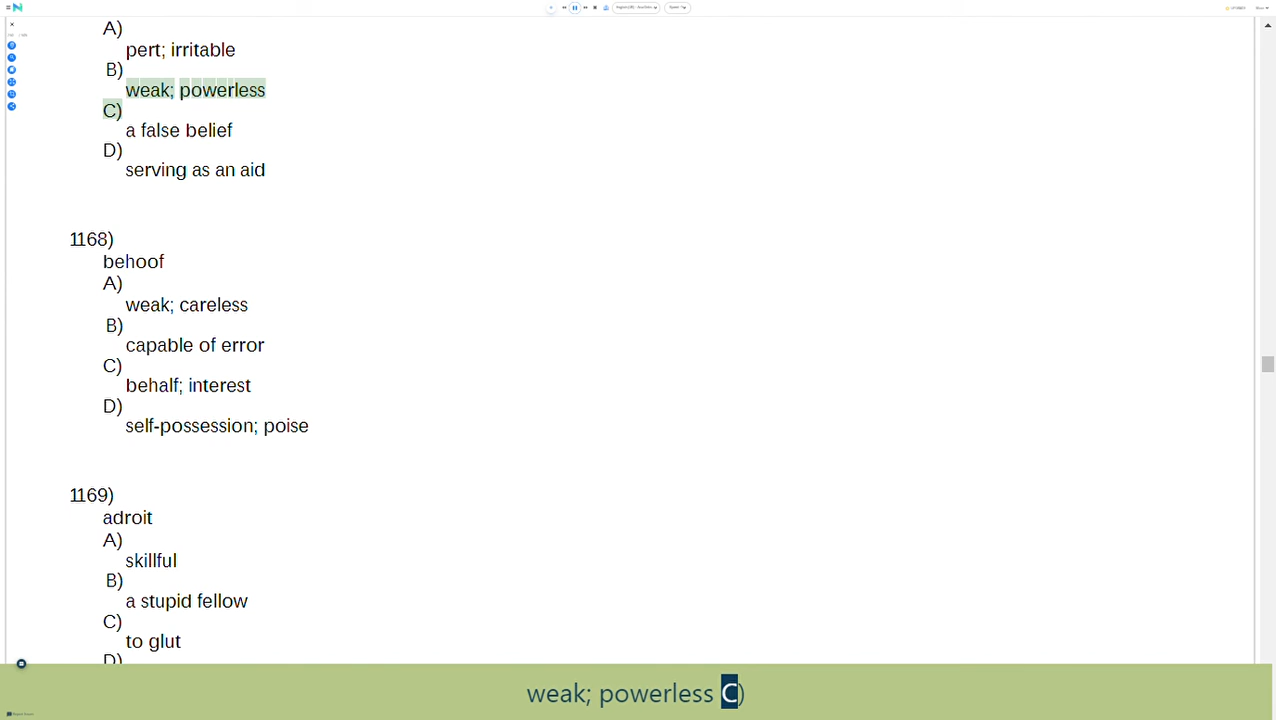 A)
pert; irritable
B)
weak; powerless
C)
a false belief
D)
serving as an aid
1168)
behoof
A)
weak; careless
B)
capable of error
C)
behalf; interest
D)
self-possession; poise
1169)
adroit
A)
skillful
B)
a stupid fellow
C)
to glut
D)
weak; powerless C)